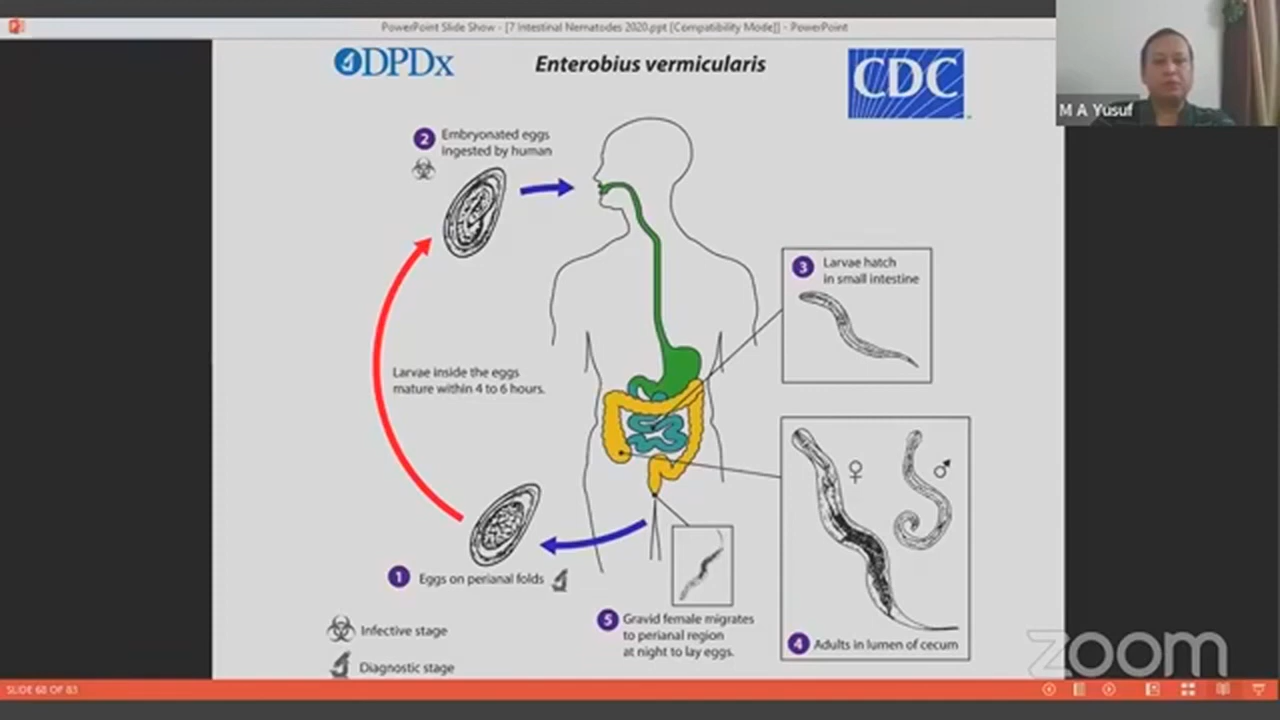 PowerPoint Slide Show - [7 Intestinal Nematodes 2020.ppt [Compatibility Mode]] - PowerPoint
DPDx
Enterobius vermicularis
CDC
M A Yusuf
2 Embryonated eggs
ingested by human
3 Larvae hatch
in small intestine
Larvae inside the eggs
mature within 4 to 6 hours.
♀ ♂
1 Eggs on perianal folds
5 Gravid female migrates
to perianal region
at night to lay eggs.
4 Adults in lumen of cecum
Infective stage
Diagnostic stage
zoom
SLIDE 68 OF 83